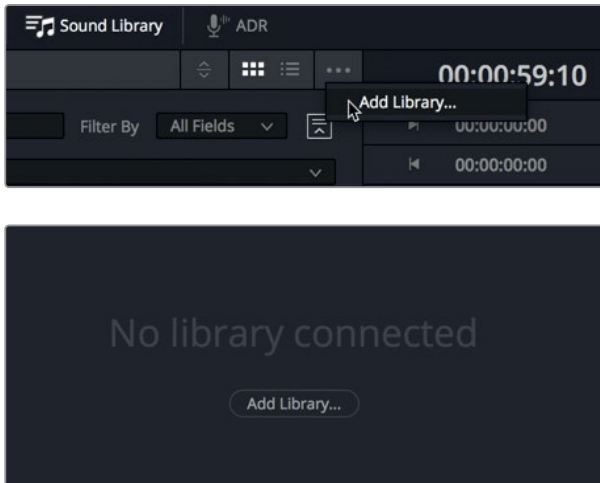 Sound Library ADR
00:00:59:10
Add Library...
Filter By All Fields 00:00:00:00
00:00:00:00
No library connected
Add Library...